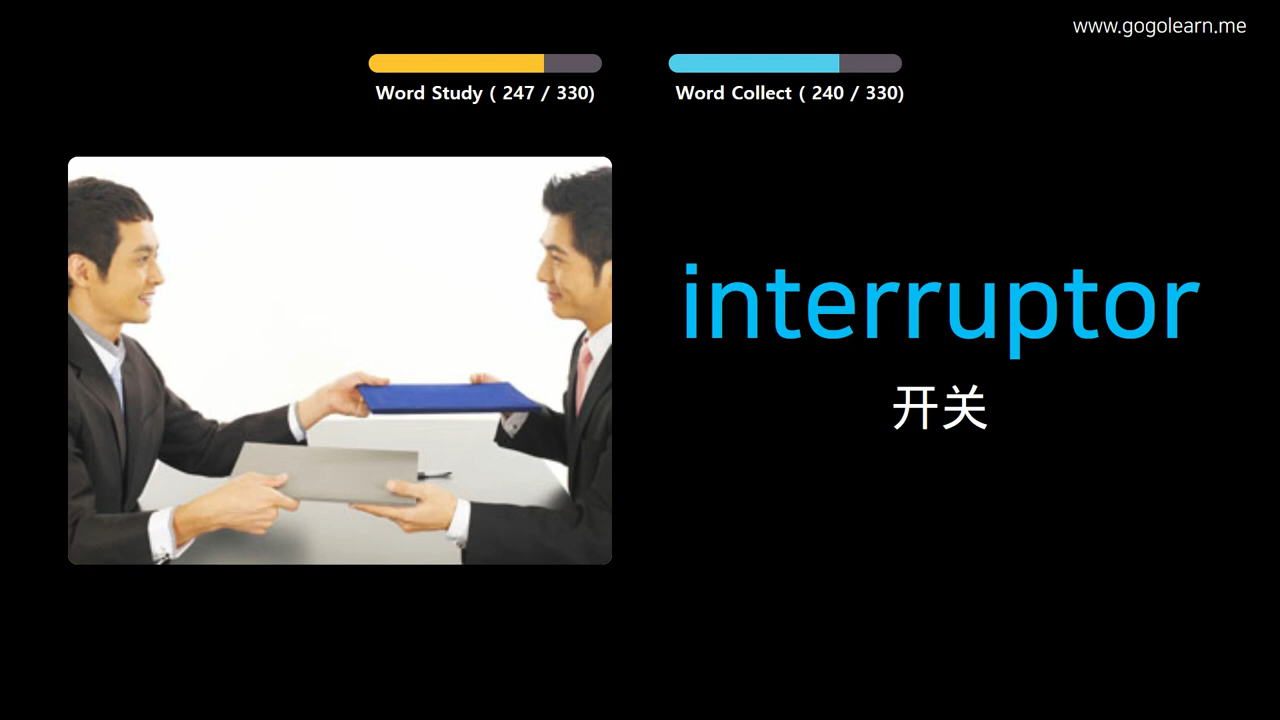 www.gogolearn.me
Word Study ( 247 / 330)
Word Collect ( 240 / 330)
interruptor
开关